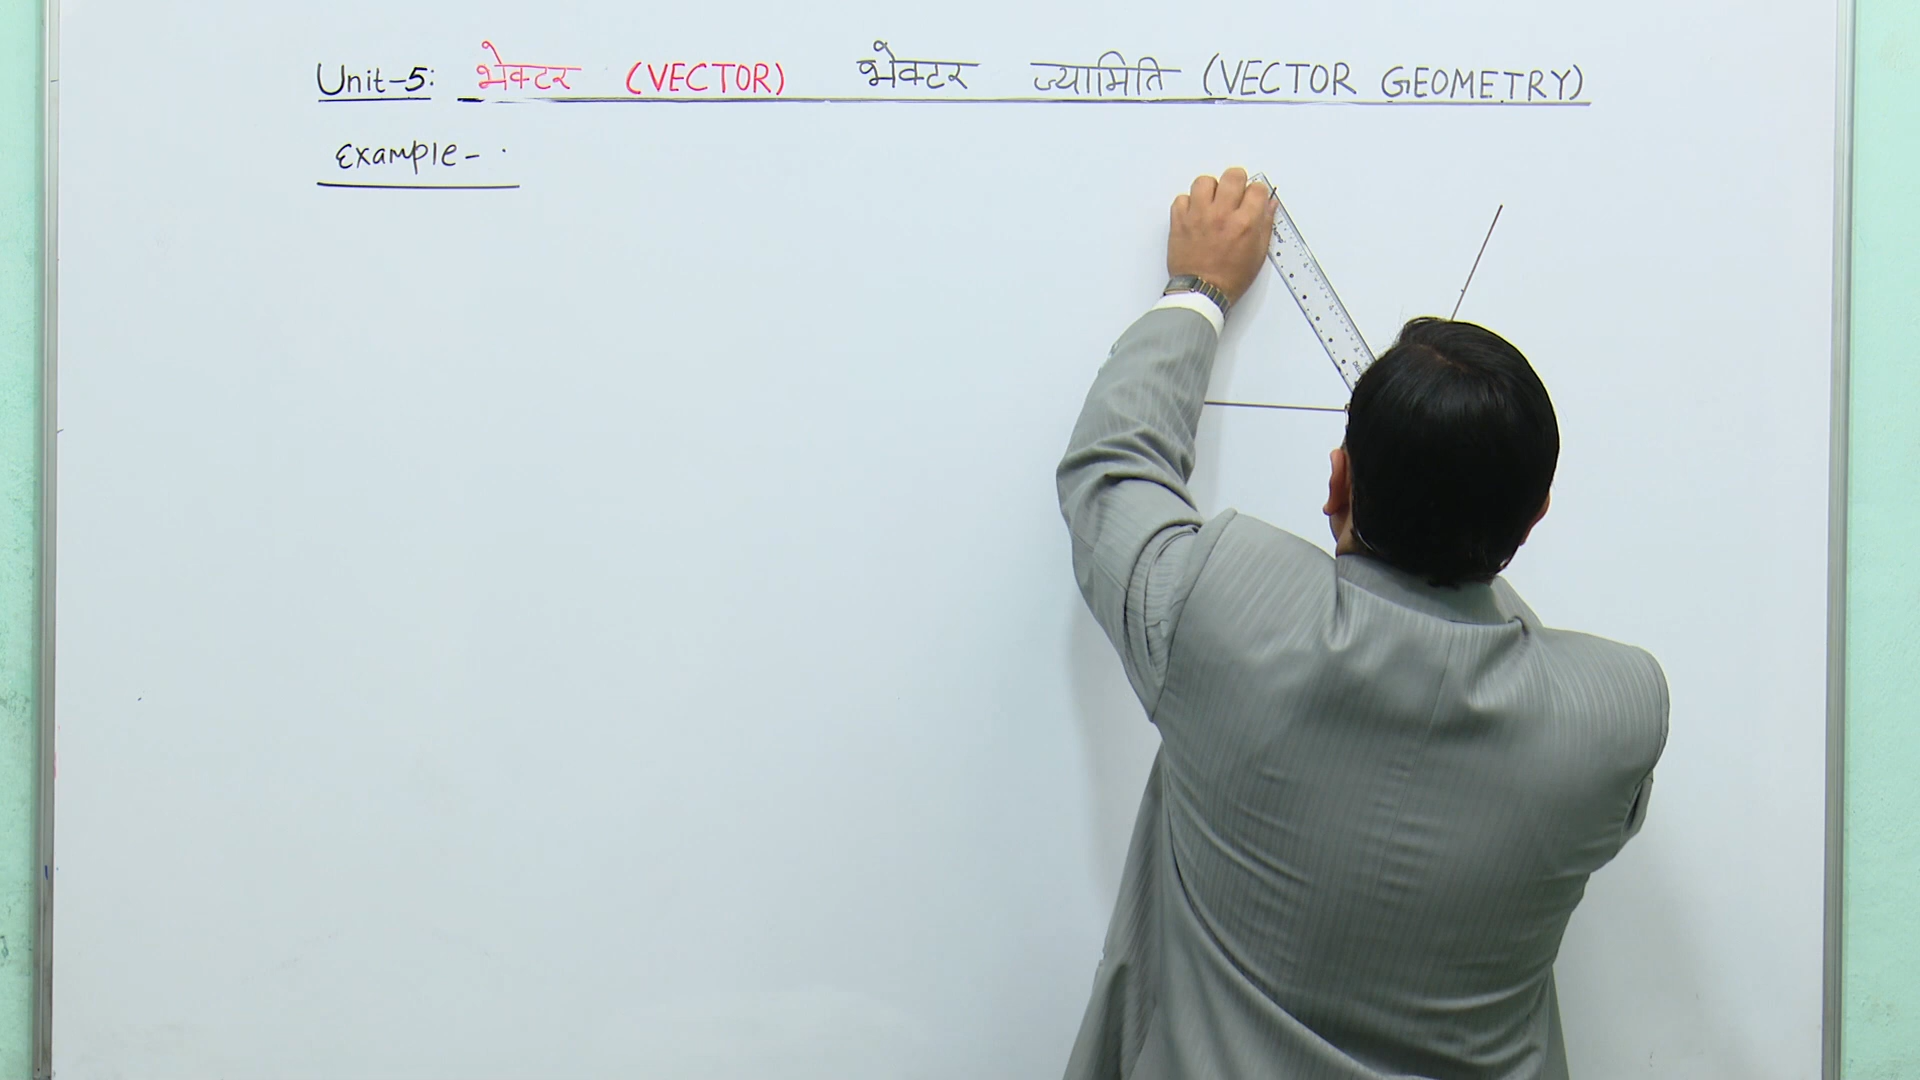 Unit-5: भेक्टर (VECTOR) भेक्टर ज्यामिति (VECTOR GEOMETRY)
Example-